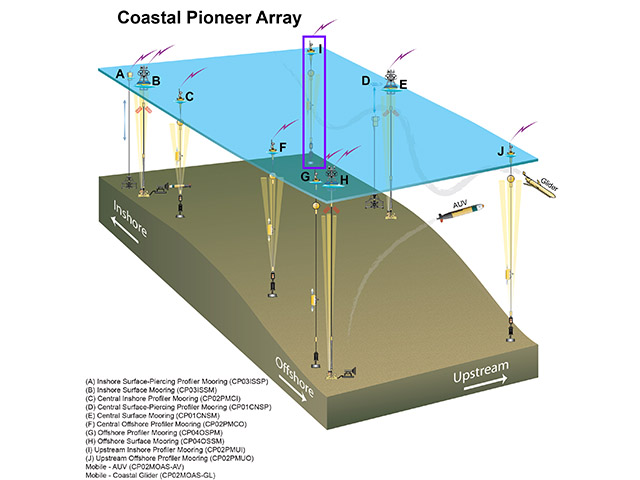 Coastal Pioneer Array
I
A
B
C
D
E
F
G
H
J
Glider
AUV
Inshore
Offshore
Upstream
(A) Inshore Surface-Piercing Profiler Mooring (CP03ISSP)
(B) Inshore Surface Mooring (CP03ISSM)
(C) Central Inshore Profiler Mooring (CP02PMCI)
(D) Central Surface-Piercing Profiler Mooring (CP01CNSP)
(E) Central Surface Mooring (CP01CNSM)
(F) Central Offshore Profiler Mooring (CP02PMCO)
(G) Offshore Profiler Mooring (CP04OSPM)
(H) Offshore Surface Mooring (CP04OSSM)
(I) Upstream Inshore Profiler Mooring (CP02PMUI)
(J) Upstream Offshore Profiler Mooring (CP02PMUO)
Mobile - AUV (CP02MOAS-AV)
Mobile - Coastal Glider (CP02MOAS-GL)